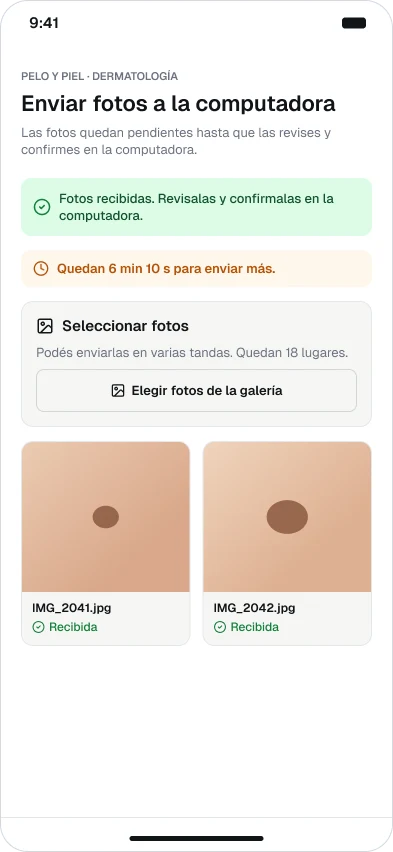 9:41
PELO Y PIEL · DERMATOLOGÍA
Enviar fotos a la computadora
Las fotos quedan pendientes hasta que las revises y
confirmes en la computadora.
Fotos recibidas. Revisalas y confirmalas en la
computadora.
Quedan 6 min 10 s para enviar más.
Seleccionar fotos
Podés enviarlas en varias tandas. Quedan 18 lugares.
Elegir fotos de la galería
IMG_2041.jpg
Recibida
IMG_2042.jpg
Recibida